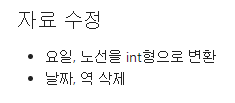 자료 수정
• 요일, 노선을 int형으로 변환
• 날짜, 역 삭제